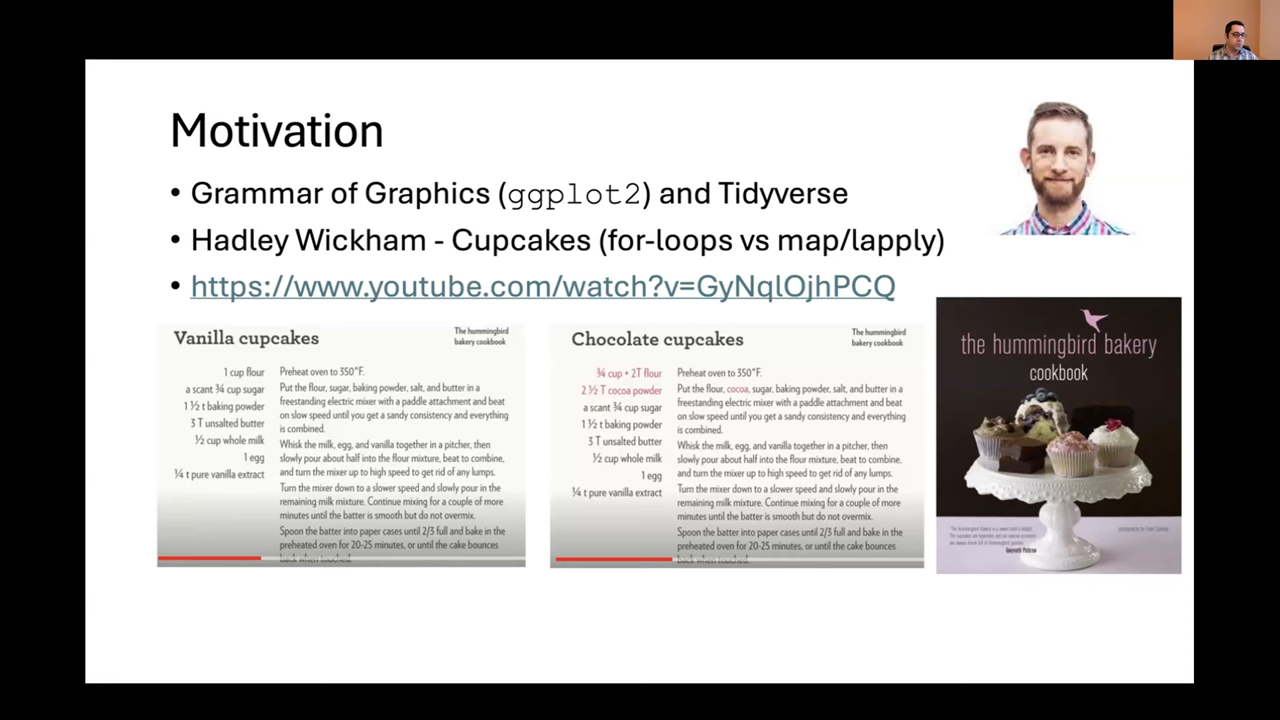 Motivation
• Grammar of Graphics (ggplot2) and Tidyverse
• Hadley Wickham - Cupcakes (for-loops vs map/lapply)
• https://www.youtube.com/watch?v=GyNqlOjhPCQ
Vanilla cupcakes
The hummingbird
bakery cookbook
1 cup flour
a scant ¾ cup sugar
1 ½ t baking powder
3 T unsalted butter
½ cup whole milk
1 egg
¼ t pure vanilla extract
Preheat oven to 350°F.
Put the flour, sugar, baking powder, salt, and butter in a
freestanding electric mixer with a paddle attachment and beat
on slow speed until you get a sandy consistency and everything
is combined.
Whisk the milk, egg, and vanilla together in a pitcher, then
slowly pour about half into the flour mixture, beat to combine,
and turn the mixer up to high speed to get rid of any lumps.
Turn the mixer down to a slower speed and slowly pour in the
remaining milk mixture. Continue mixing for a couple of more
minutes until the batter is smooth but do not overmix.
Spoon the batter into paper cases until 2/3 full and bake in the
preheated oven for 20-25 minutes, or until the cake bounces
back when touched.
Chocolate cupcakes
The hummingbird
bakery cookbook
¾ cup + 2T flour
2 ½ T cocoa powder
a scant ¾ cup sugar
1 ½ t baking powder
3 T unsalted butter
½ cup whole milk
1 egg
¼ t pure vanilla extract
Preheat oven to 350°F.
Put the flour, cocoa, sugar, baking powder, salt, and butter in a
freestanding electric mixer with a paddle attachment and beat
on slow speed until you get a sandy consistency and everything
is combined.
Whisk the milk, egg, and vanilla together in a pitcher, then
slowly pour about half into the flour mixture, beat to combine,
and turn the mixer up to high speed to get rid of any lumps.
Turn the mixer down to a slower speed and slowly pour in the
remaining milk mixture. Continue mixing for a couple of more
minutes until the batter is smooth but do not overmix.
Spoon the batter into paper cases until 2/3 full and bake in the
preheated oven for 20-25 minutes, or until the cake bounces
back when touched.
the hummingbird bakery
cookbook